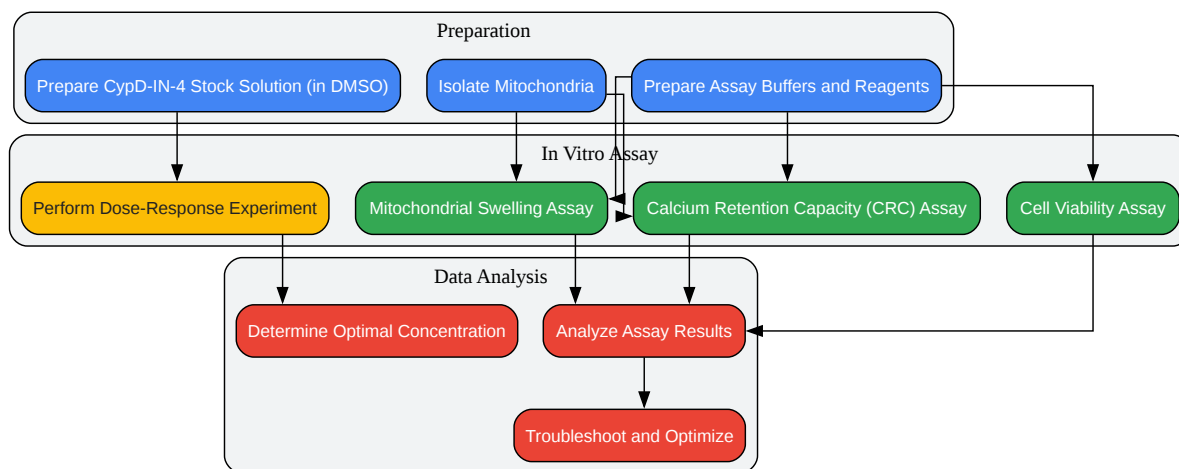 Preparation
Prepare CypD-IN-4 Stock Solution (in DMSO)
Isolate Mitochondria
Prepare Assay Buffers and Reagents
In Vitro Assay
Perform Dose-Response Experiment
Mitochondrial Swelling Assay
Calcium Retention Capacity (CRC) Assay
Cell Viability Assay
Data Analysis
Determine Optimal Concentration
Analyze Assay Results
Troubleshoot and Optimize